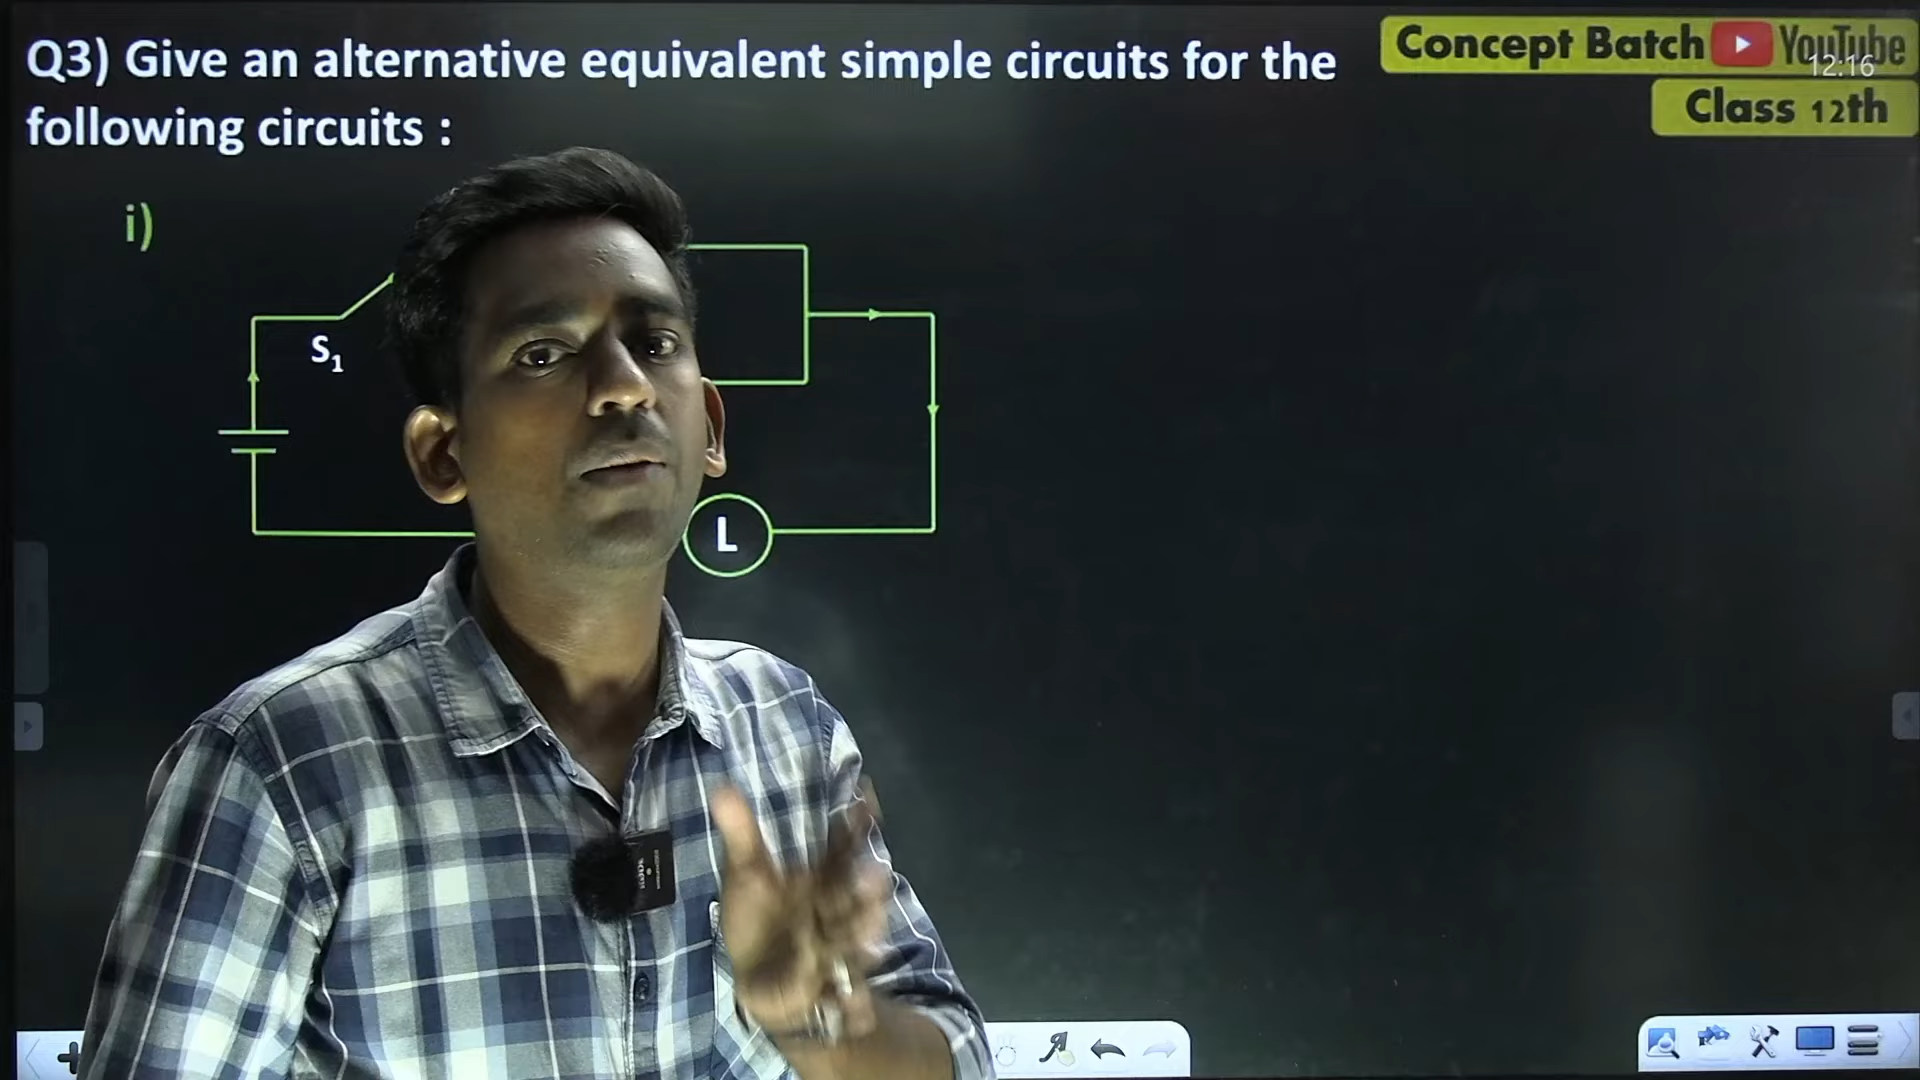 Q3) Give an alternative equivalent simple circuits for the
following circuits :
Concept Batch YouTube
12:16
Class 12th
i)
S₁
L
RØDE